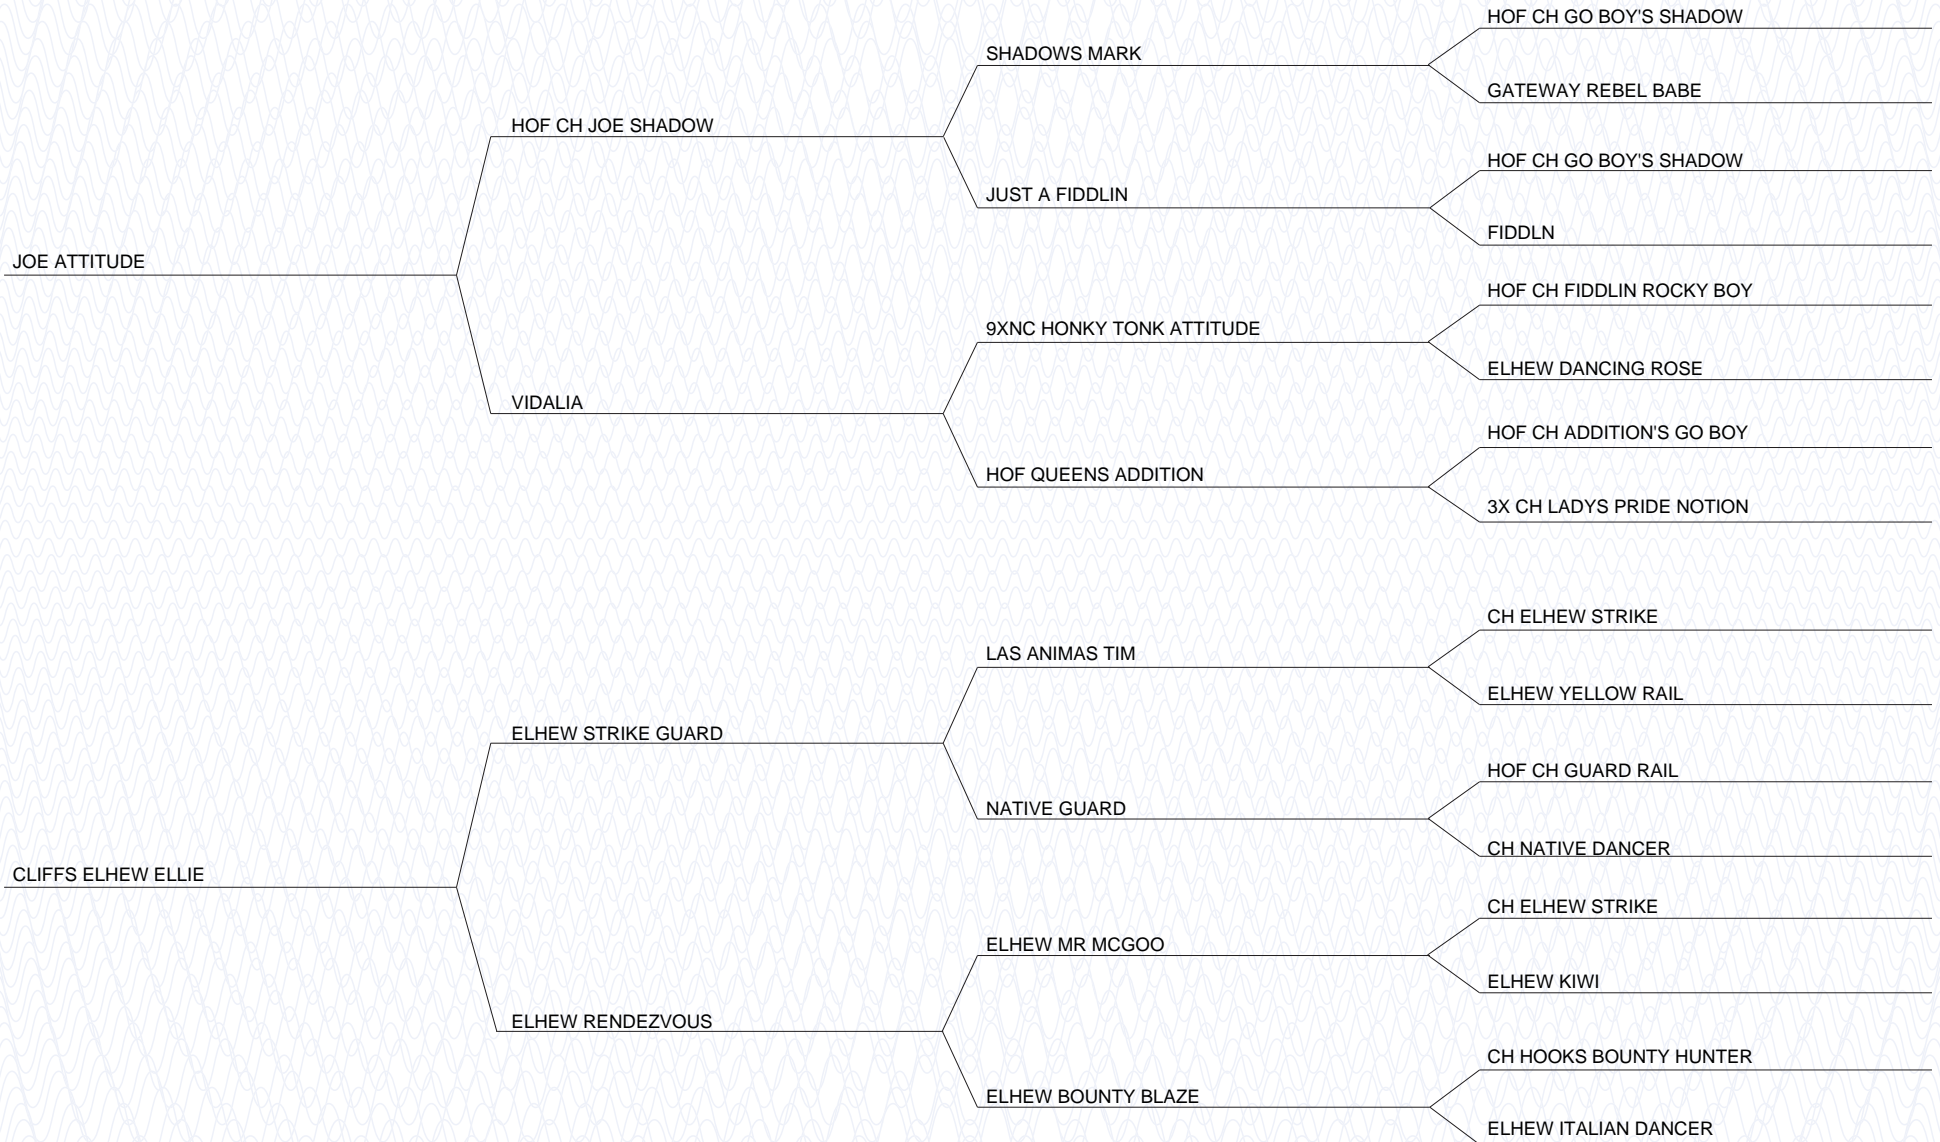 HOF CH GO BOY'S SHADOW
SHADOWS MARK
GATEWAY REBEL BABE
HOF CH JOE SHADOW
HOF CH GO BOY'S SHADOW
JUST A FIDDLIN
FIDDLN
JOE ATTITUDE
HOF CH FIDDLIN ROCKY BOY
9XNC HONKY TONK ATTITUDE
ELHEW DANCING ROSE
VIDALIA
HOF CH ADDITION'S GO BOY
HOF QUEENS ADDITION
3X CH LADYS PRIDE NOTION
CH ELHEW STRIKE
LAS ANIMAS TIM
ELHEW YELLOW RAIL
ELHEW STRIKE GUARD
HOF CH GUARD RAIL
NATIVE GUARD
CH NATIVE DANCER
CLIFFS ELHEW ELLIE
CH ELHEW STRIKE
ELHEW MR MCGOO
ELHEW KIWI
ELHEW RENDEZVOUS
CH HOOKS BOUNTY HUNTER
ELHEW BOUNTY BLAZE
ELHEW ITALIAN DANCER